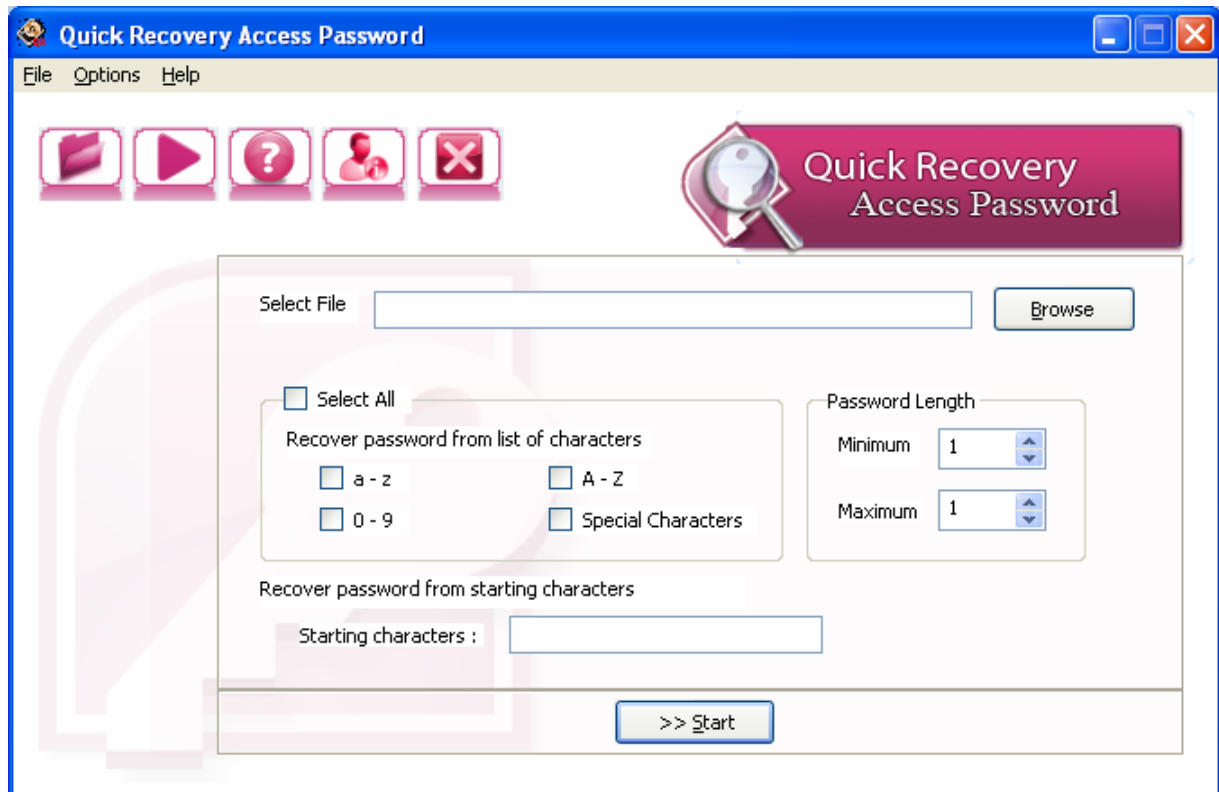 Quick Recovery Access Password
File Options Help
?
Quick Recovery
Access Password
Select File
Browse
Select All
Recover password from list of characters
a - z
A - Z
0 - 9
Special Characters
Password Length
Minimum 1
Maximum 1
Recover password from starting characters
Starting characters :
>> Start